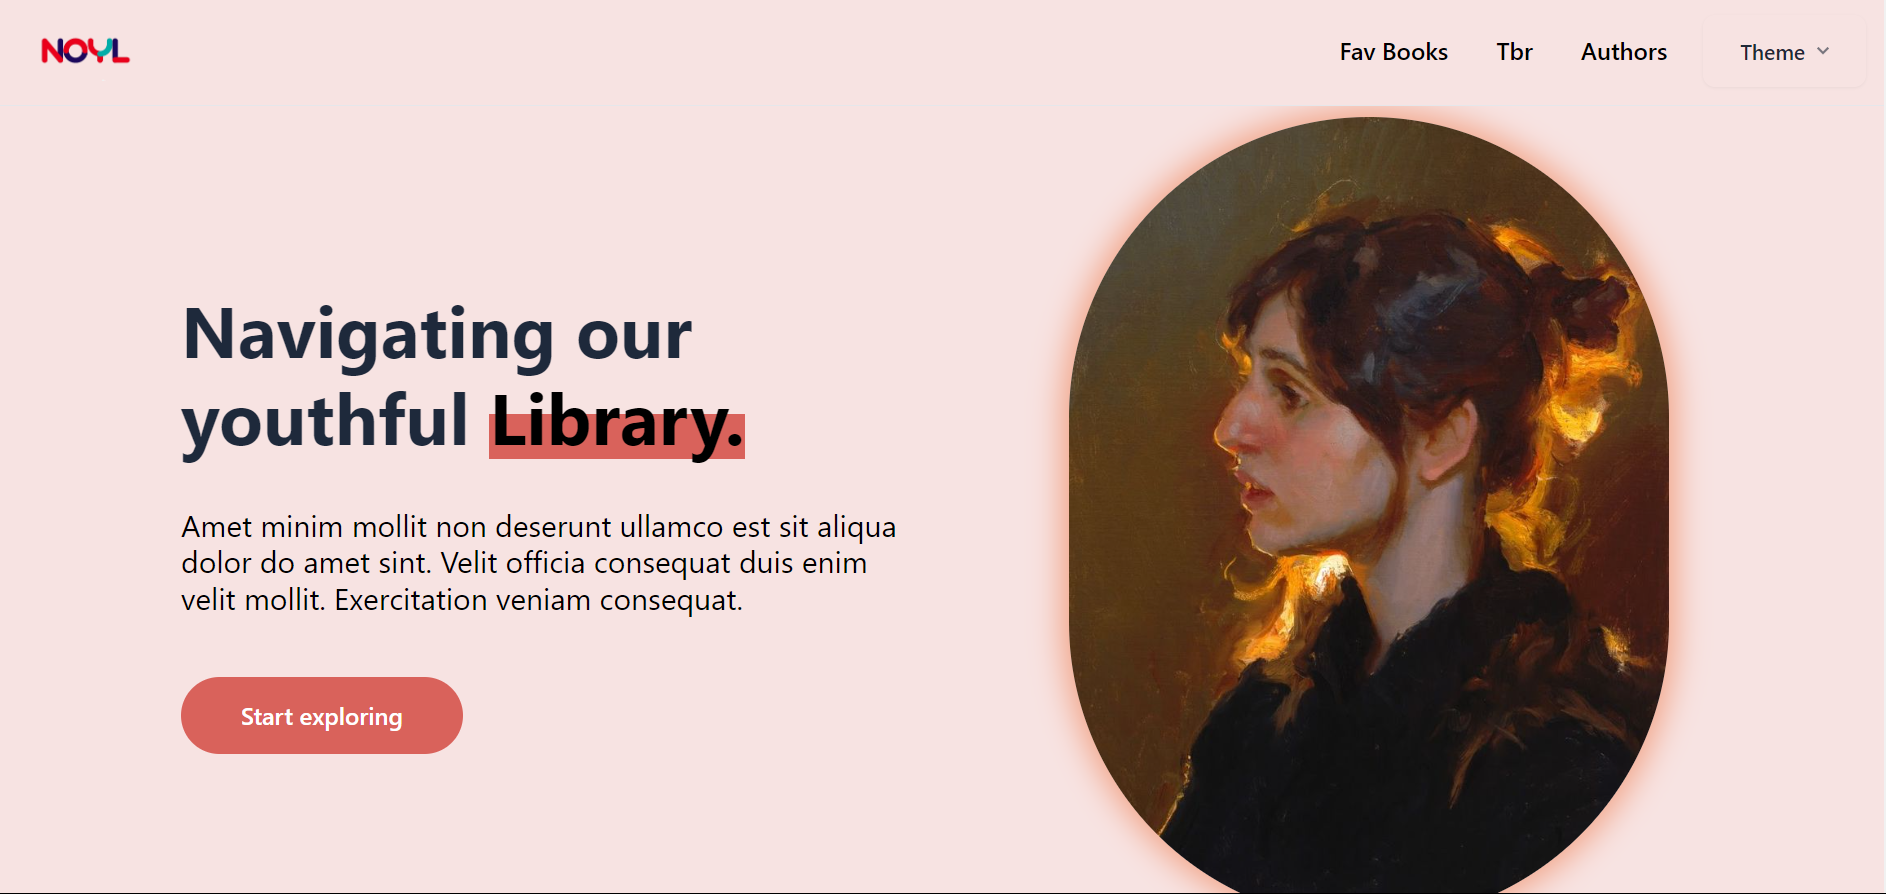 NOYL
Fav Books
Tbr
Authors
Theme
Navigating our
youthful Library.
Amet minim mollit non deserunt ullamco est sit aliqua
dolor do amet sint. Velit officia consequat duis enim
velit mollit. Exercitation veniam consequat.
Start exploring